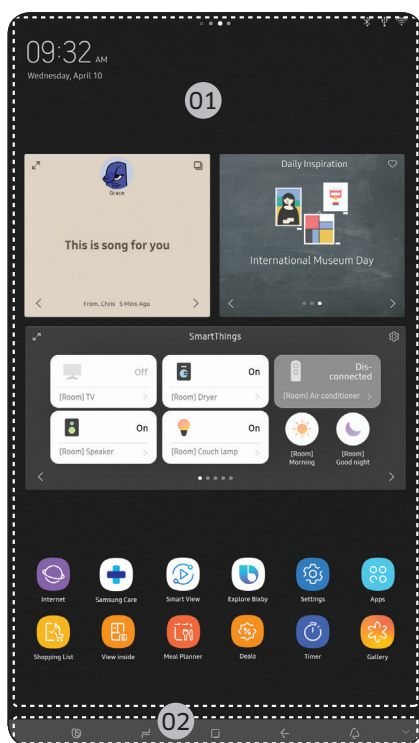 09:32 AM
Wednesday, April 10
01
Grace
This is song for you
From. Chris 5 Mins Ago
Daily Inspiration
International Museum Day
SmartThings
Off
[Room] TV
On
[Room] Dryer
Dis-
connected
[Room] Air conditioner
On
[Room] Speaker
On
[Room] Couch lamp
[Room]
Morning
[Room]
Good night
Internet Samsung Care Smart View Explore Bixby Settings Apps
Shopping List View inside Meal Planner Deals Timer Gallery
02